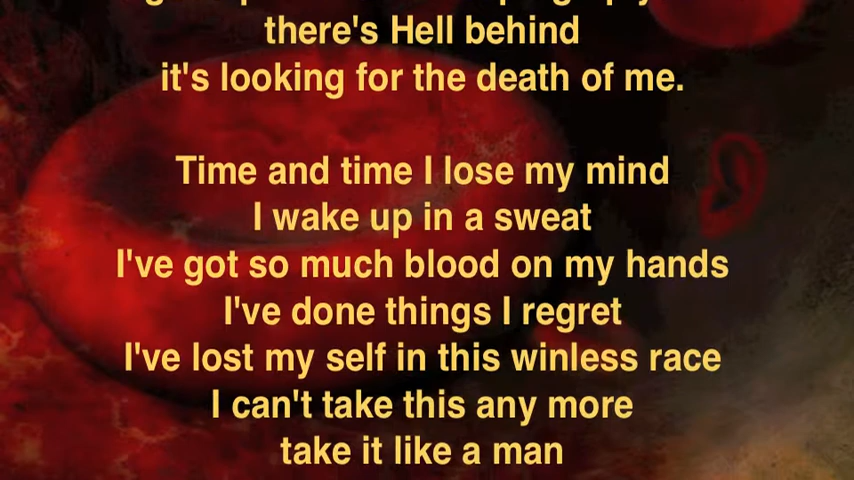 there's Hell behind
it's looking for the death of me.
Time and time I lose my mind
I wake up in a sweat
I've got so much blood on my hands
I've done things I regret
I've lost my self in this winless race
I can't take this any more
take it like a man